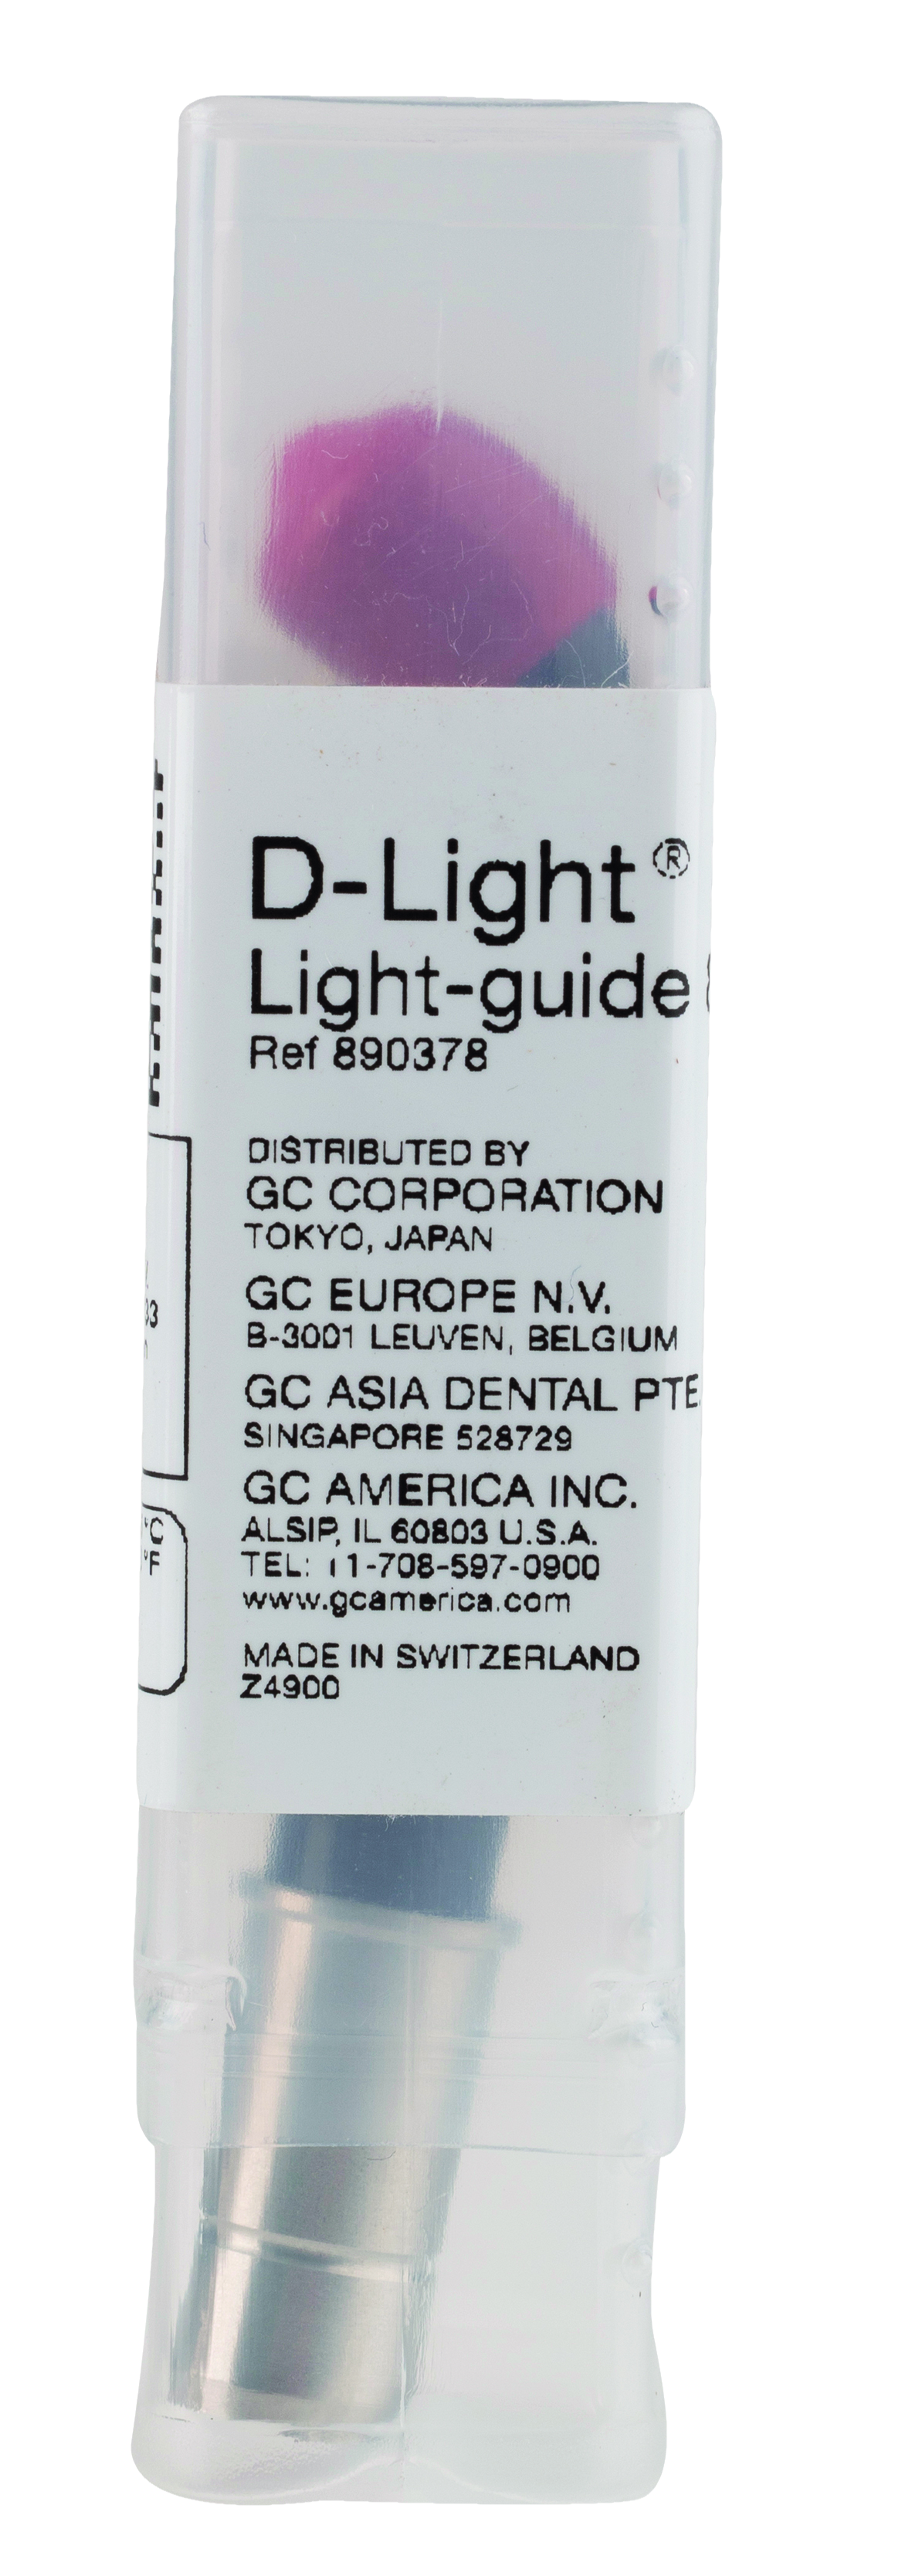 D-Light®
Light-guide
Ref 890378
DISTRIBUTED BY
GC CORPORATION
TOKYO, JAPAN
GC EUROPE N.V.
B-3001 LEUVEN, BELGIUM
GC ASIA DENTAL PTE.
SINGAPORE 528729
GC AMERICA INC.
ALSIP, IL 60803 U.S.A.
TEL: +1-708-597-0900
www.gcamerica.com
MADE IN SWITZERLAND
Z4900
°C
°F